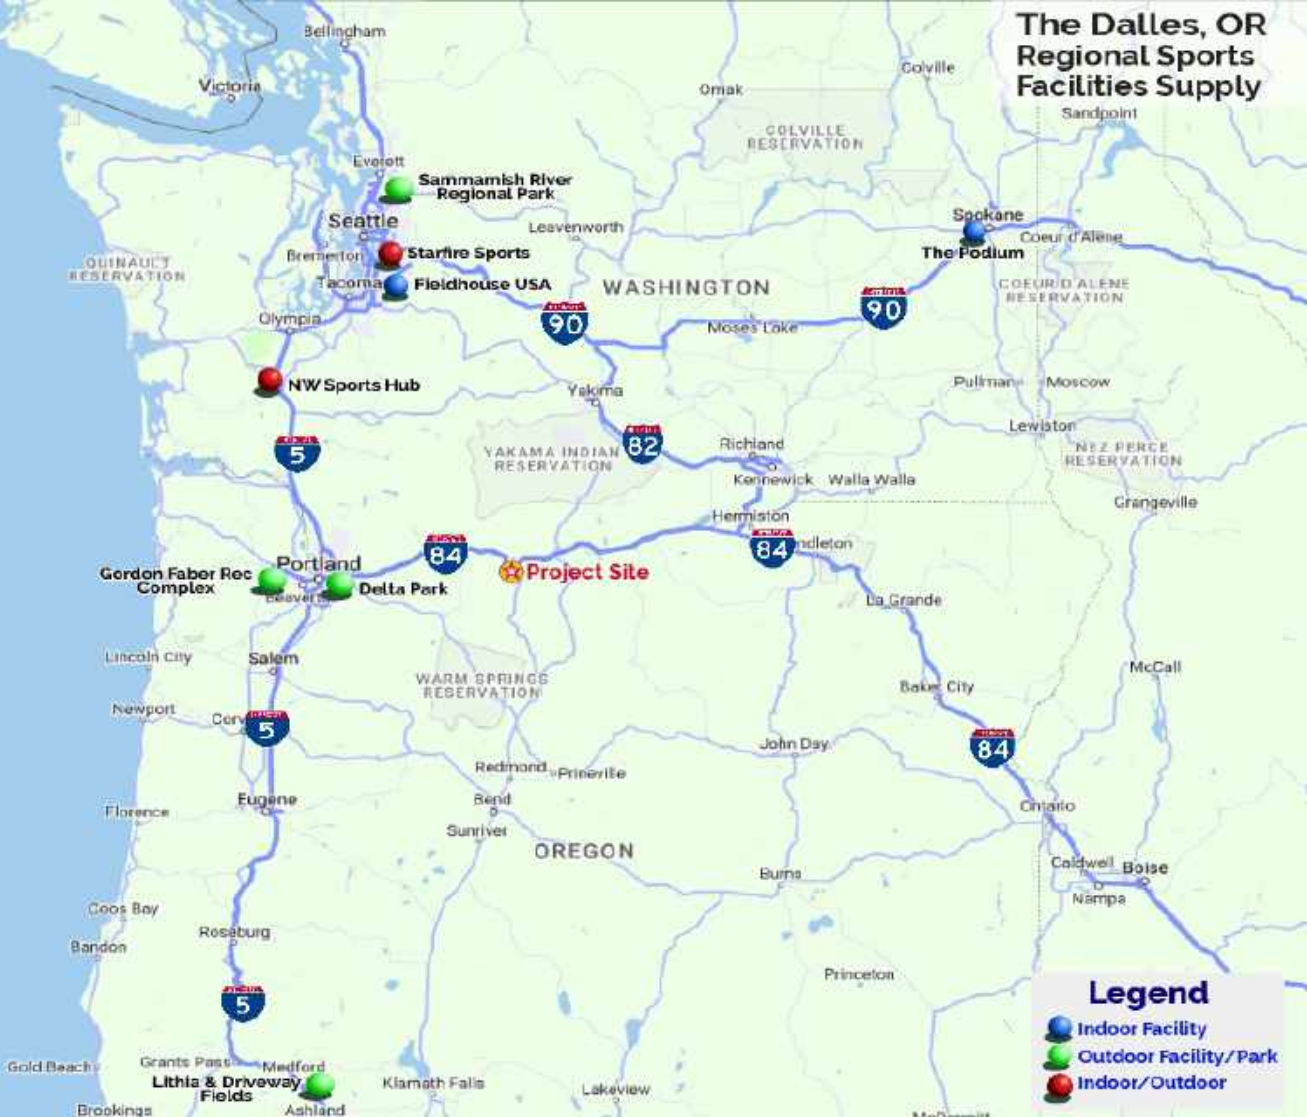 The Dalles, OR
Regional Sports
Facilities Supply
Bellingham
Victoria
Colville
Omak
Sandpoint
COLVILLE
RESERVATION
Everett
Sammamish River
Regional Park
Seattle
Leavenworth
Spokane
Coeur d'Alene
Bremerton
Starfire Sports
The Podium
QUINAULT
RESERVATION
Tacoma
Fieldhouse USA
WASHINGTON
COEUR D'ALENE
RESERVATION
Olympia
90
90
Moses Lake
NW Sports Hub
Yakima
Pullman
Moscow
Lewiston
5
82
Richland
YAKAMA INDIAN
RESERVATION
NEZ PERCE
RESERVATION
Kennewick
Walla Walla
Grangeville
Hermiston
84
84
ndleton
Portland
Project Site
Gordon Faber Rec
Complex
Delta Park
Beavert
La Grande
Lincoln City
Salem
McCall
WARM SPRINGS
RESERVATION
Baker City
Newport
Corv
5
John Day
84
Redmond
Prineville
Eugene
Bend
Ontario
Florence
Sunriver
OREGON
Caldwell
Boise
Burns
Nampa
Coos Bay
Roseburg
Bandon
Princeton
5
Legend
Indoor Facility
Outdoor Facility/Park
Indoor/Outdoor
Gold Beach
Grants Pass
Medford
Lithia & Driveway
Fields
Klamath Falls
Lakeview
Brookings
Ashland